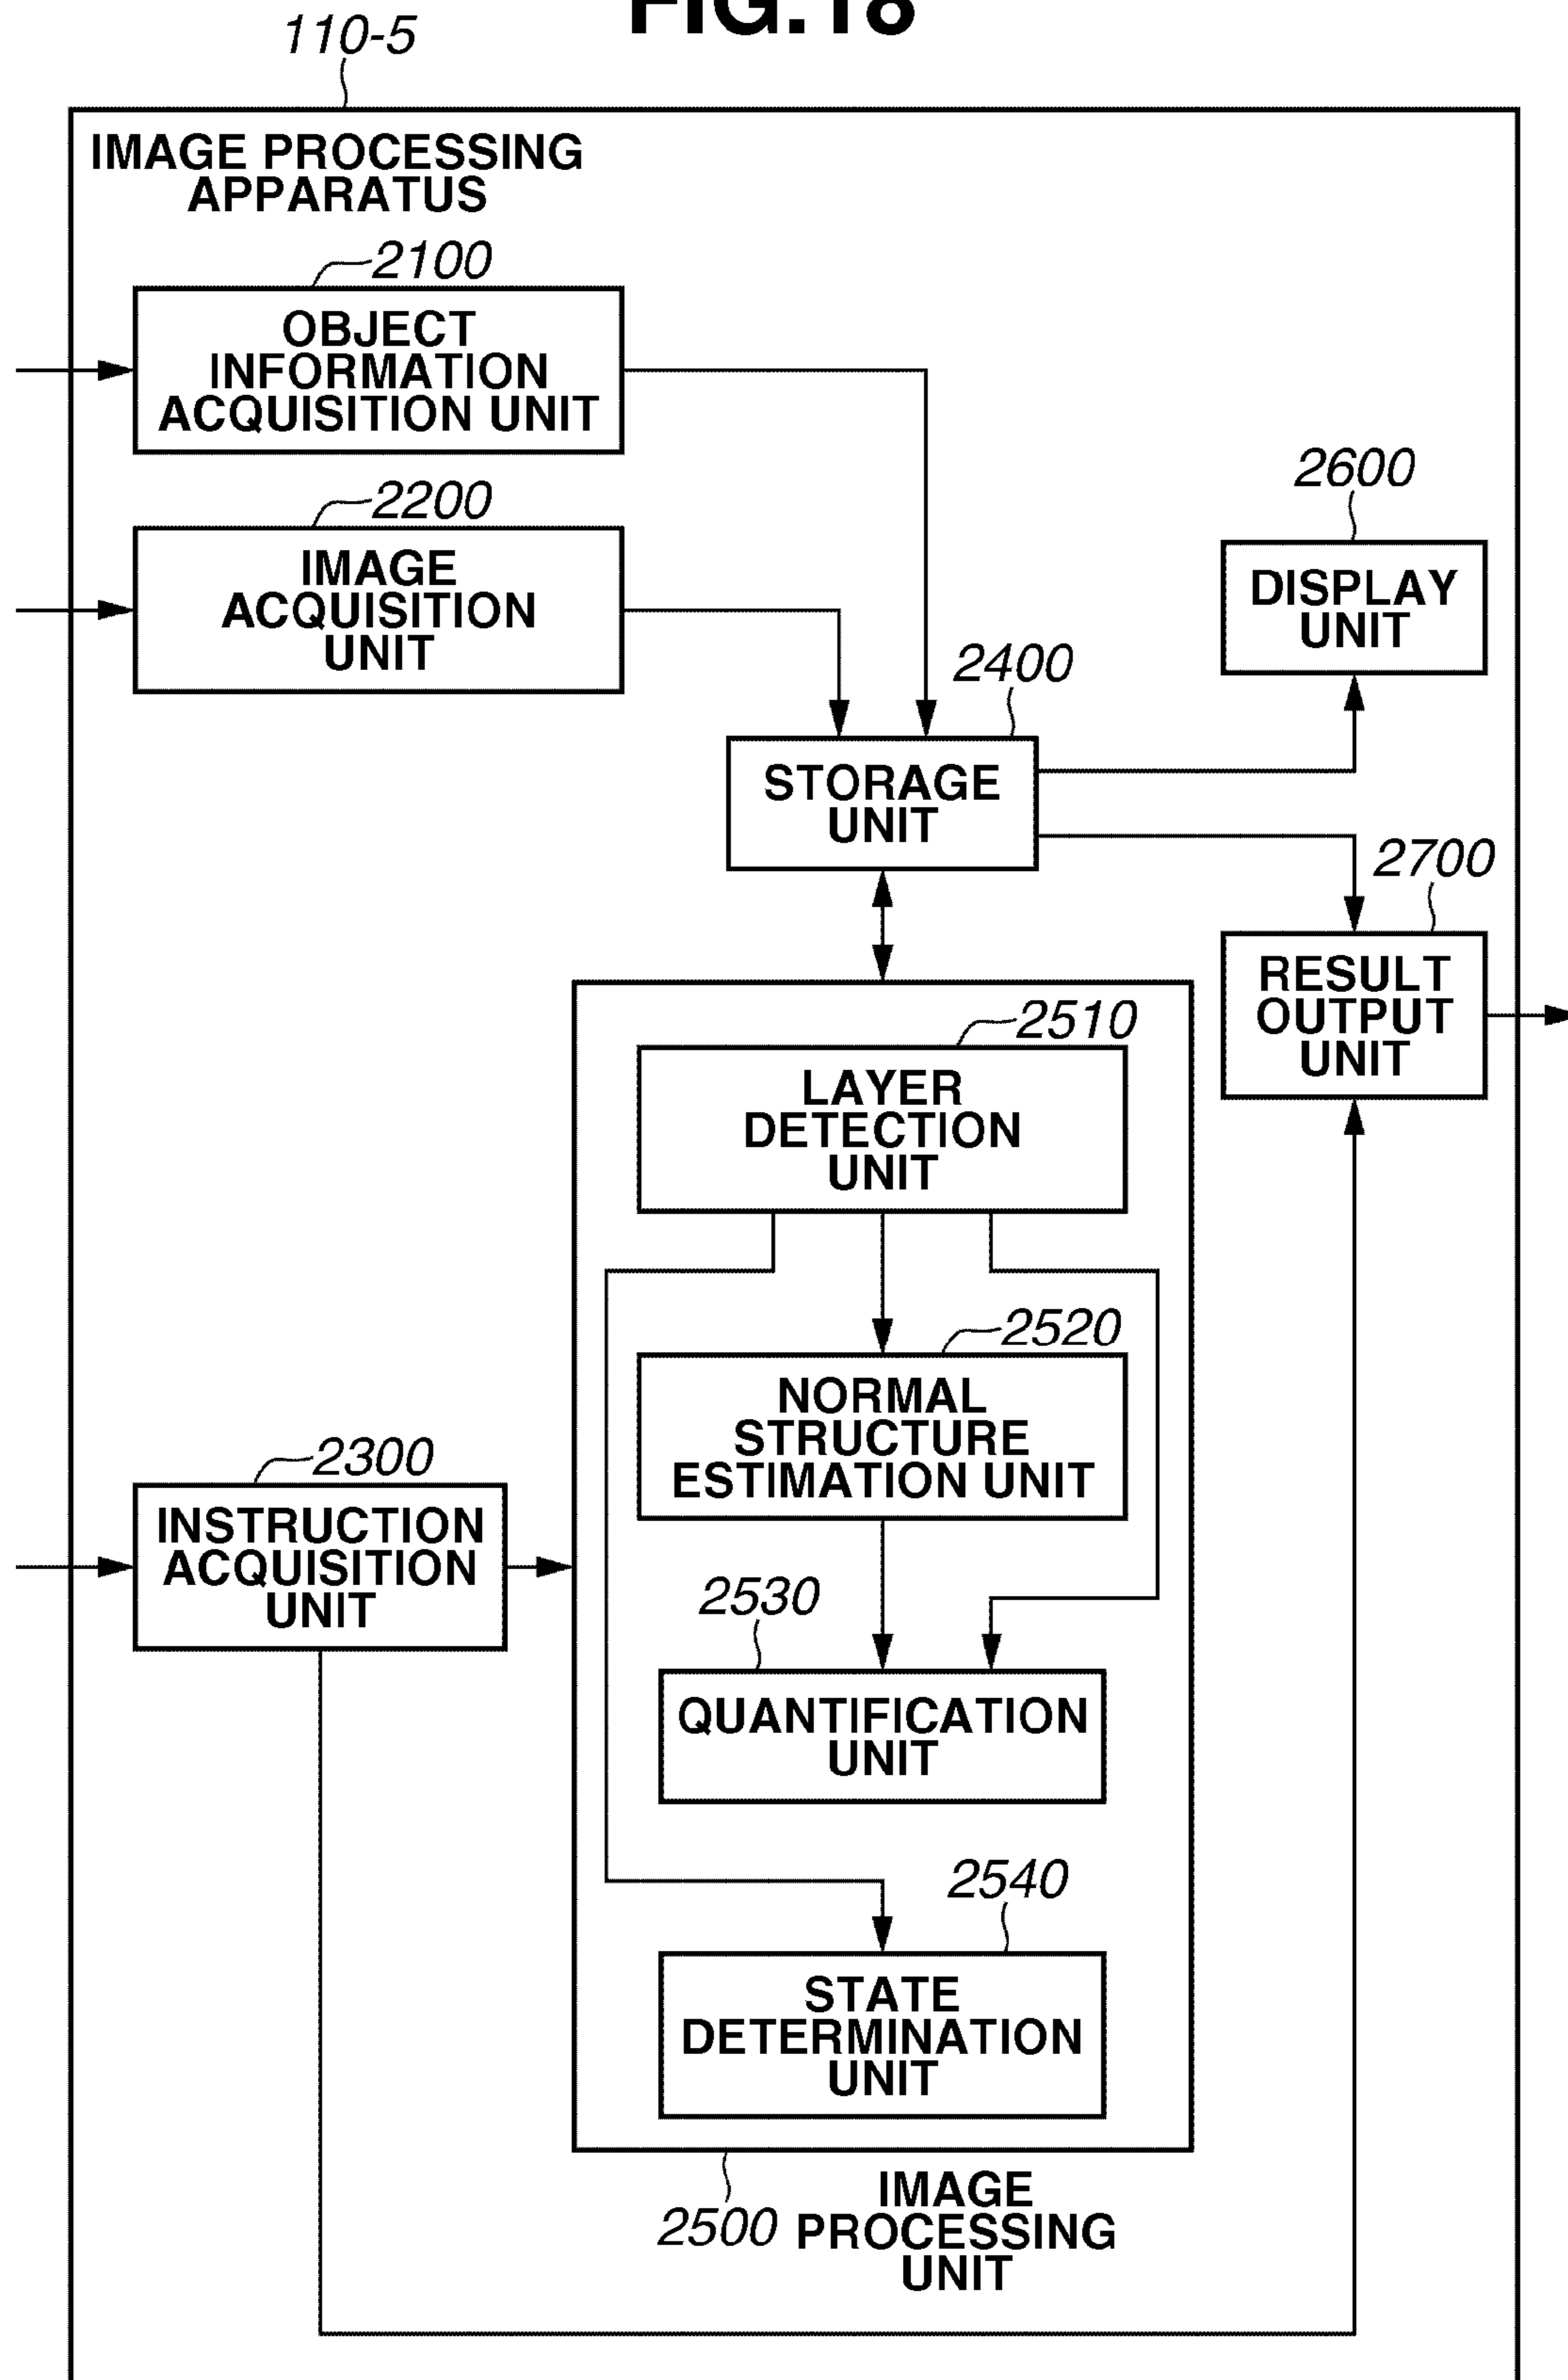 FIG.18
110-5
IMAGE PROCESSING
APPARATUS
2100
OBJECT
INFORMATION
ACQUISITION UNIT
2200
IMAGE
ACQUISITION
UNIT
2600
DISPLAY
UNIT
2400
STORAGE
UNIT
2700
RESULT
OUTPUT
UNIT
2510
LAYER
DETECTION
UNIT
2520
NORMAL
STRUCTURE
ESTIMATION UNIT
2300
INSTRUCTION
ACQUISITION
UNIT
2530
QUANTIFICATION
UNIT
2540
STATE
DETERMINATION
UNIT
2500
IMAGE
PROCESSING
UNIT